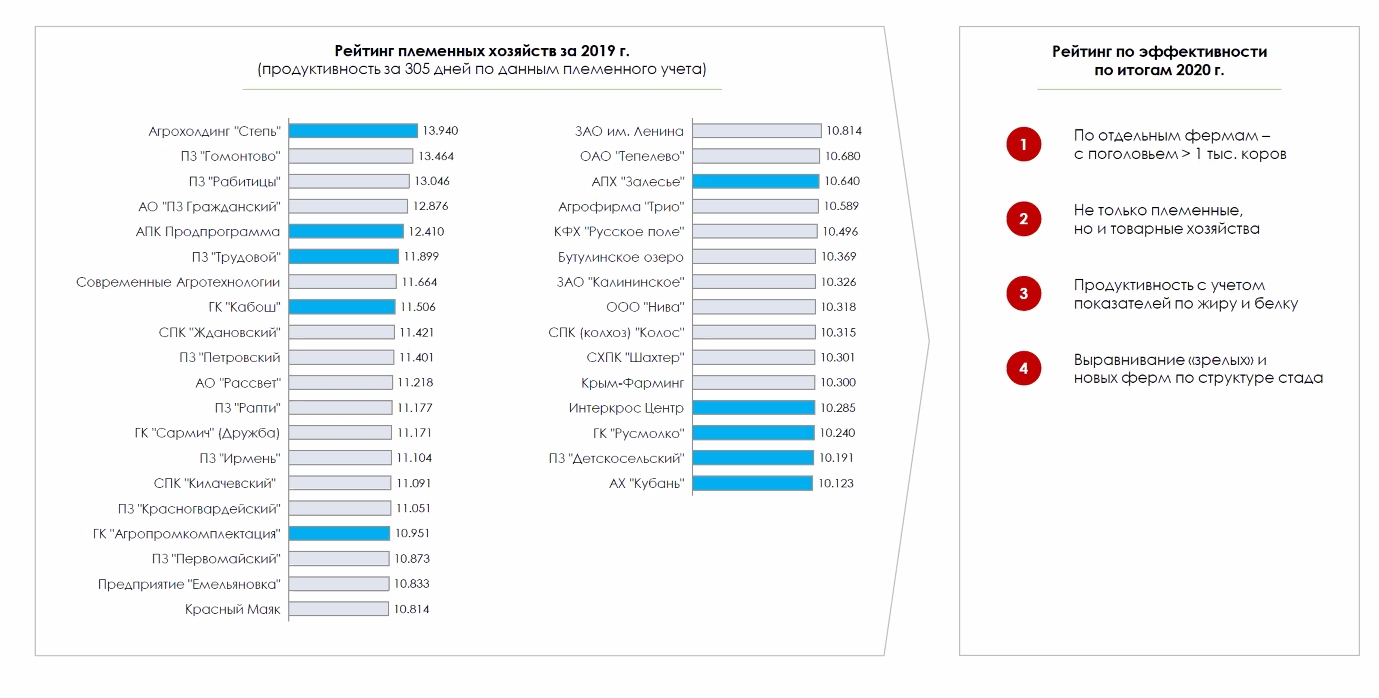 Рейтинг племенных хозяйств за 2019 г.
(продуктивность за 305 дней по данным племенного учета)
Агрохолдинг "Степь" 13.940
ПЗ "Гомонтово" 13.464
ПЗ "Рабитицы" 13.046
АО "ПЗ Гражданский" 12.876
АПК Продпрограмма 12.410
ПЗ "Трудовой" 11.899
Современные Агротехнологии 11.664
ГК "Кабош" 11.506
СПК "Ждановский" 11.421
ПЗ "Петровский 11.401
АО "Рассвет" 11.218
ПЗ "Рапти" 11.177
ГК "Сармич" (Дружба) 11.171
ПЗ "Ирмень" 11.104
СПК "Килачевский" 11.091
ПЗ "Красногвардейский" 11.051
ГК "Агропромкомплектация" 10.951
ПЗ "Первомайский" 10.873
Предприятие "Емельяновка" 10.833
Красный Маяк 10.814
ЗАО им. Ленина 10.814
ОАО "Тепелево" 10.680
АПХ "Залесье" 10.640
Агрофирма "Трио" 10.589
КФХ "Русское поле" 10.496
Бутулинское озеро 10.369
ЗАО "Калининское" 10.326
ООО "Нива" 10.318
СПК (колхоз) "Колос" 10.315
СХПК "Шахтер" 10.301
Крым-Фарминг 10.300
Интеркрос Центр 10.285
ГК "Русмолко" 10.240
ПЗ "Детскосельский" 10.191
АХ "Кубань" 10.123
Рейтинг по эффективности
по итогам 2020 г.
1 По отдельным фермам –
с поголовьем > 1 тыс. коров
2 Не только племенные,
но и товарные хозяйства
3 Продуктивность с учетом
показателей по жиру и белку
4 Выравнивание «зрелых» и
новых ферм по структуре стада